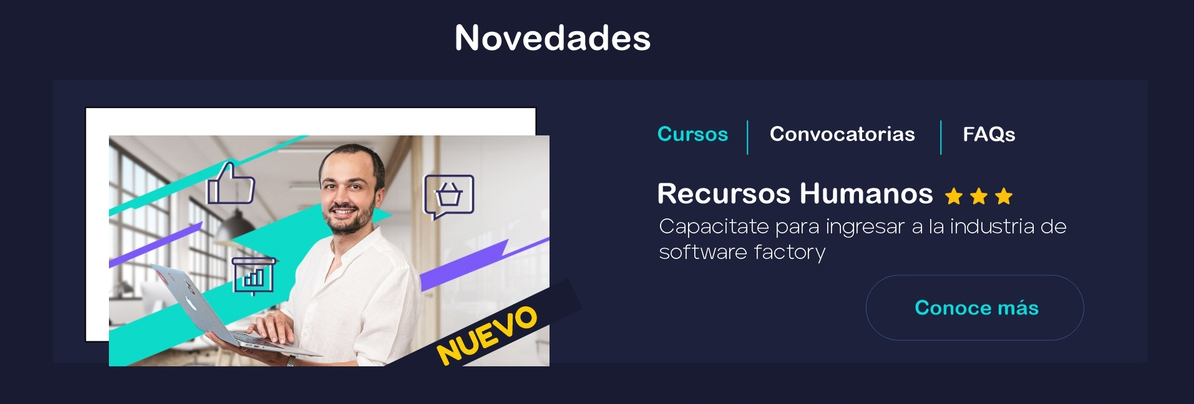 Novedades
Cursos
Convocatorias
FAQs
Recursos Humanos
Capacitate para ingresar a la industria de
software factory
Conoce más
NUEVO